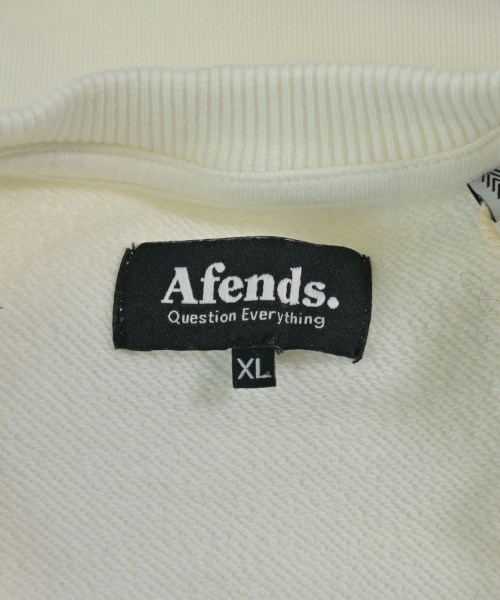 Afends.
Question Everything
XL